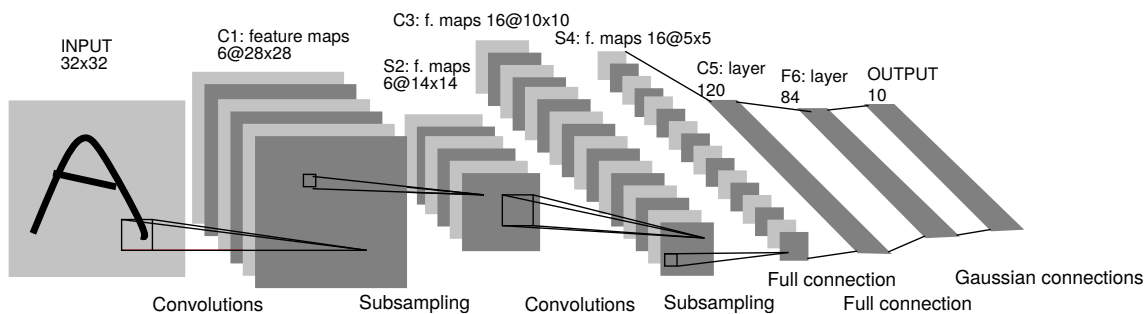 INPUT
32x32
C1: feature maps
6@28x28
S2: f. maps
6@14x14
C3: f. maps 16@10x10
S4: f. maps 16@5x5
C5: layer
120
F6: layer
84
OUTPUT
10
Convolutions
Subsampling
Convolutions
Subsampling
Full connection
Full connection
Gaussian connections